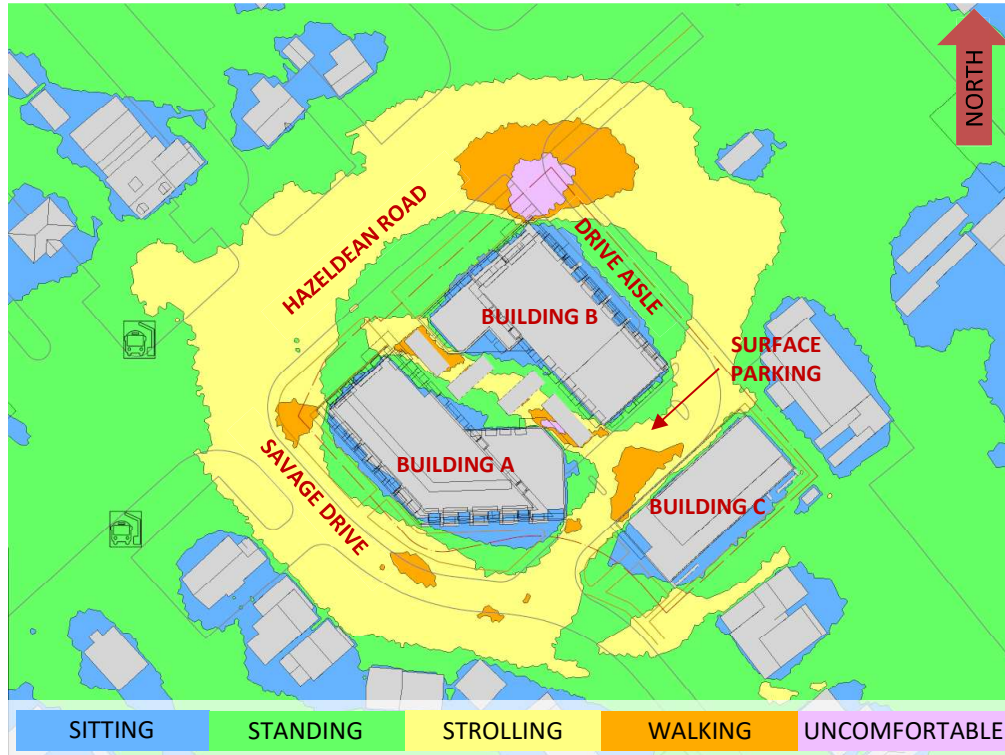 NORTH
HAZELDEAN ROAD
DRIVE AISLE
BUILDING B
SURFACE
PARKING
BUILDING A
SAVAGE DRIVE
BUILDING C
SITTING
STANDING
STROLLING
WALKING
UNCOMFORTABLE